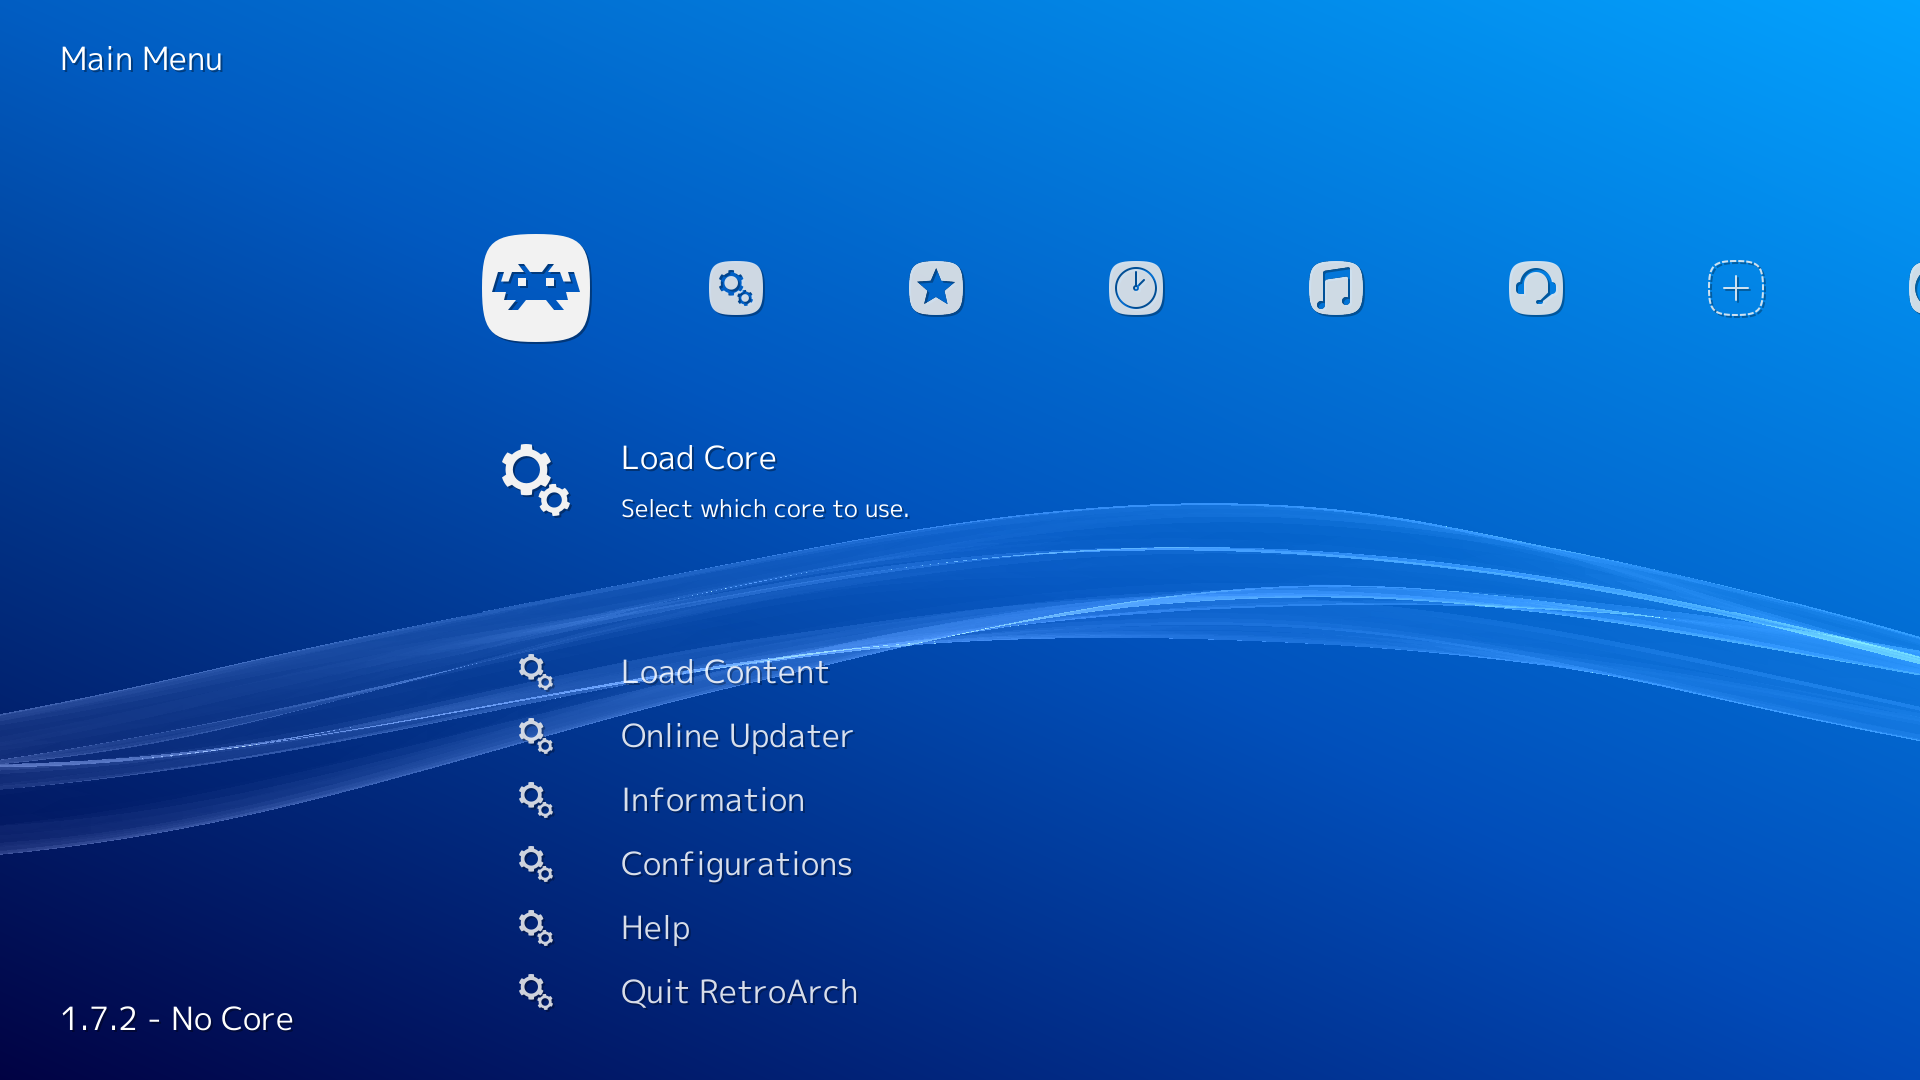 Main Menu
Load Core
Select which core to use.
Load Content
Online Updater
Information
Configurations
Help
Quit RetroArch
1.7.2 - No Core